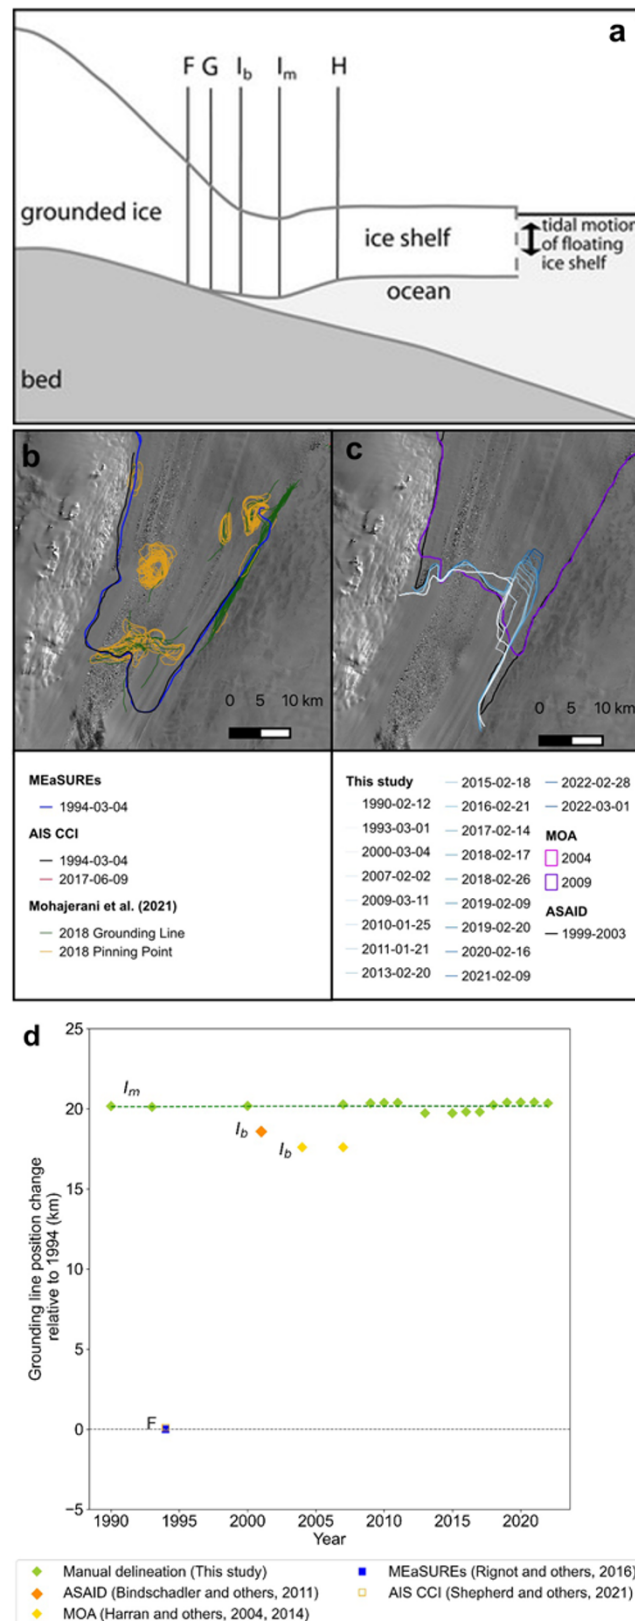 a
F G Ib Im H
grounded ice
ice shelf
tidal motion
of floating
ice shelf
ocean
bed
b
0 5 10 km
c
0 5 10 km
MEaSUREs
1994-03-04
AIS CCI
1994-03-04
2017-06-09
Mohajerani et al. (2021)
2018 Grounding Line
2018 Pinning Point
This study
1990-02-12
1993-03-01
2000-03-04
2007-02-02
2009-03-11
2010-01-25
2011-01-21
2013-02-20
2015-02-18
2016-02-21
2017-02-14
2018-02-17
2018-02-26
2019-02-09
2019-02-20
2020-02-16
2021-02-09
2022-02-28
2022-03-01
MOA
2004
2009
ASAID
1999-2003
d
25
20
15
10
5
0
−5
Grounding line position change
relative to 1994 (km)
Im
Ib
Ib
F
1990 1995 2000 2005 2010 2015 2020
Year
Manual delineation (This study)
ASAID (Bindschadler and others, 2011)
MOA (Harran and others, 2004, 2014)
MEaSUREs (Rignot and others, 2016)
AIS CCI (Shepherd and others, 2021)